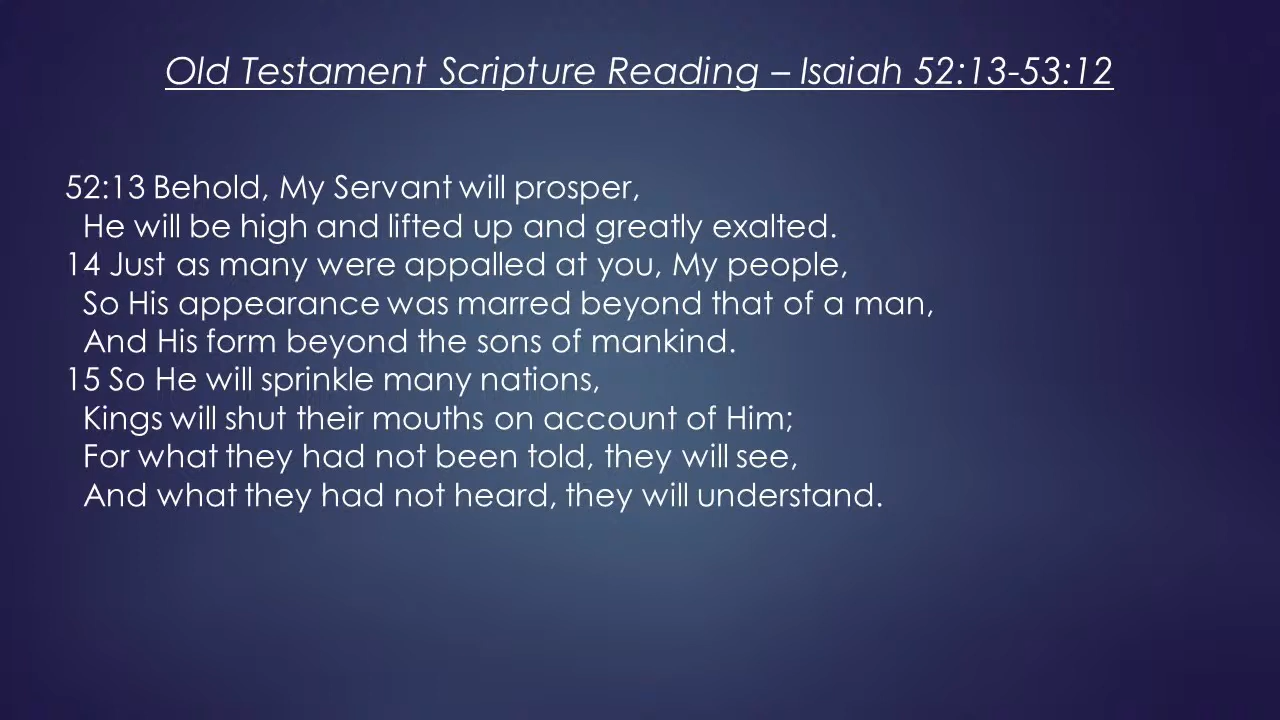 Old Testament Scripture Reading – Isaiah 52:13-53:12
52:13 Behold, My Servant will prosper,
He will be high and lifted up and greatly exalted.
14 Just as many were appalled at you, My people,
So His appearance was marred beyond that of a man,
And His form beyond the sons of mankind.
15 So He will sprinkle many nations,
Kings will shut their mouths on account of Him;
For what they had not been told, they will see,
And what they had not heard, they will understand.